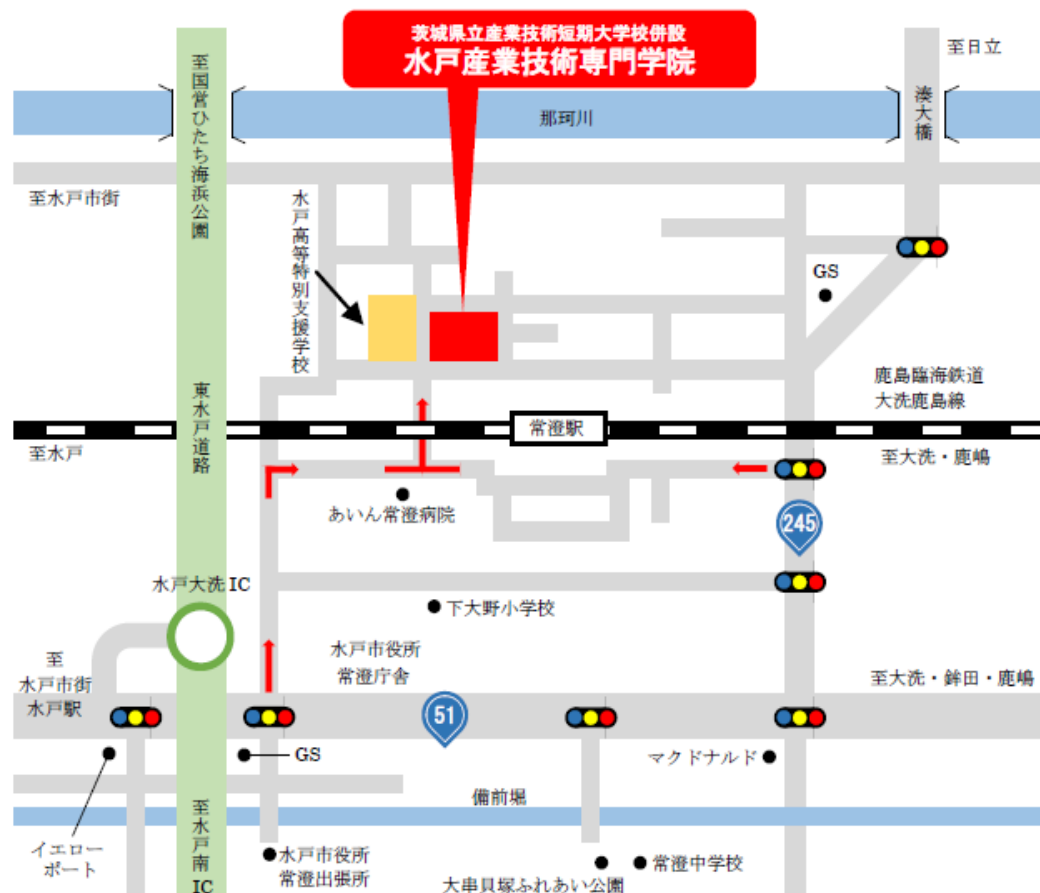 茨城県立産業技術短期大学校併設
水戸産業技術専門学院
至日立
至国営ひたち海浜公園
那珂川
湊大橋
至水戸市街
水戸高等特別支援学校
GS
鹿島臨海鉄道
大洗鹿島線
東水戸道路
常澄駅
至水戸
至大洗・鹿嶋
あいん常澄病院
245
水戸大洗 IC
下大野小学校
水戸市役所
常澄庁舎
至
水戸市街
水戸駅
至大洗・鉾田・鹿嶋
51
GS
マクドナルド
備前堀
至水戸南
IC
イエロー
ポート
水戸市役所
常澄出張所
常澄中学校
大串貝塚ふれあい公園